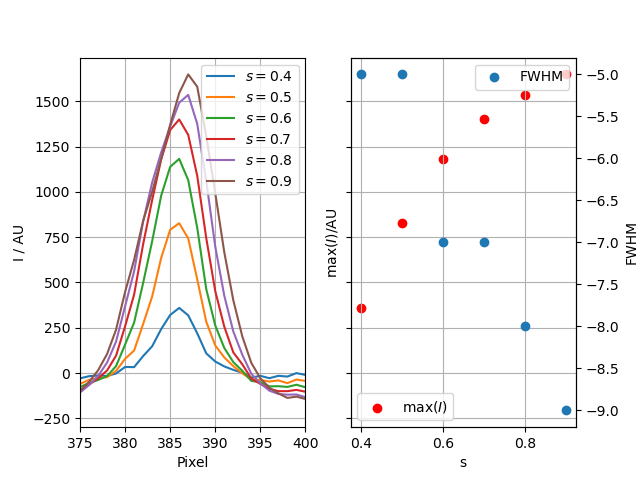 1500
1250
1000
750
500
250
0
−250
I / AU
375
380
385
390
395
400
Pixel
s = 0.4
s = 0.5
s = 0.6
s = 0.7
s = 0.8
s = 0.9
max(I)/AU
FWHM
max(I)
0.4
0.6
0.8
s
−5.0
−5.5
−6.0
−6.5
−7.0
−7.5
−8.0
−8.5
−9.0
FWHM